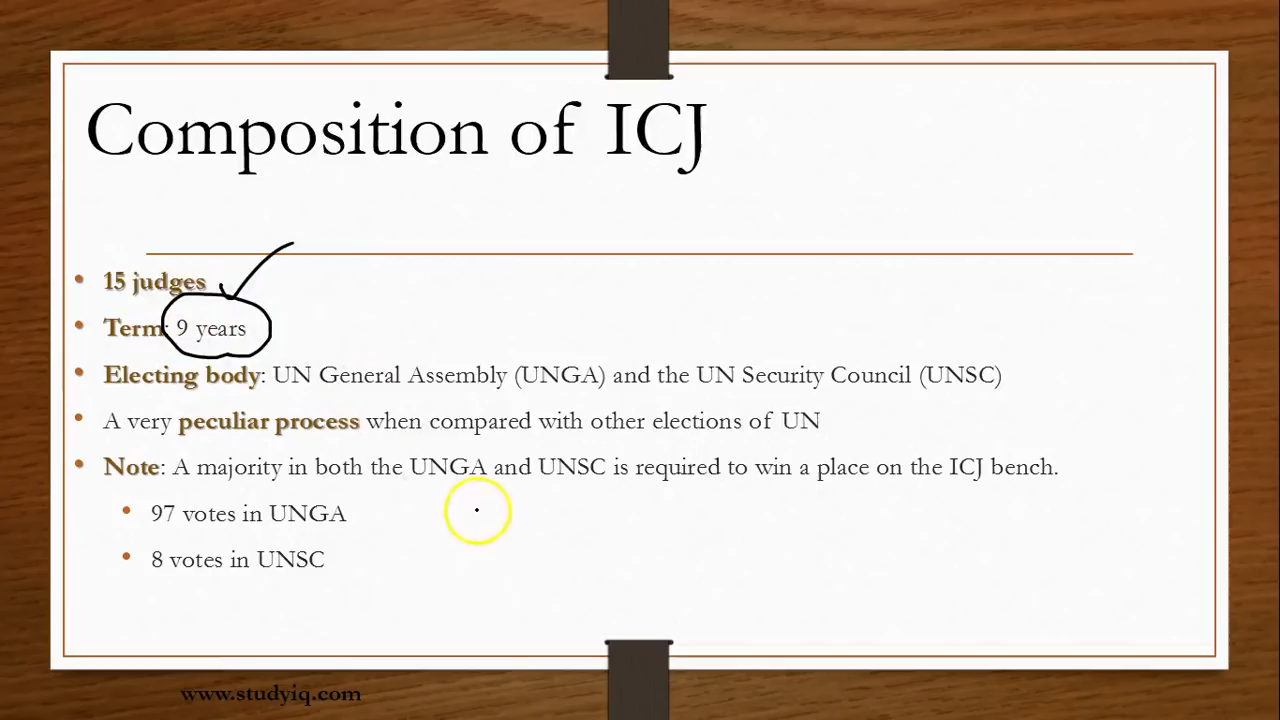 Composition of ICJ
15 judges
Term: 9 years
Electing body: UN General Assembly (UNGA) and the UN Security Council (UNSC)
A very peculiar process when compared with other elections of UN
Note: A majority in both the UNGA and UNSC is required to win a place on the ICJ bench.
97 votes in UNGA
8 votes in UNSC
www.studyiq.com